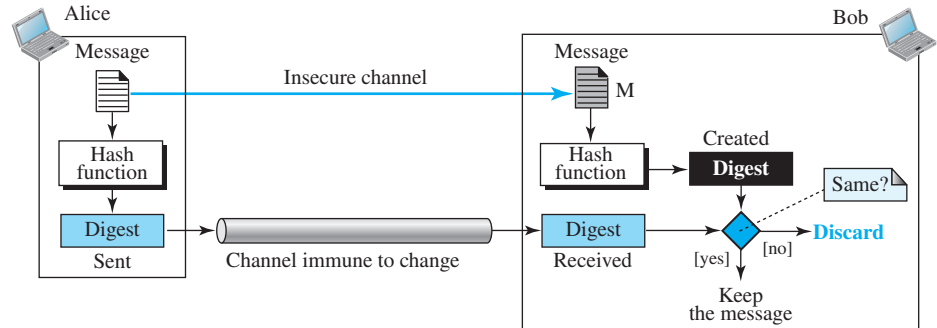 Alice
Bob
Message
Message
Insecure channel
M
Hash
function
Hash
function
Created
Digest
Same?
Digest
Digest
Discard
Sent
Channel immune to change
Received
[yes]
[no]
Keep
the message